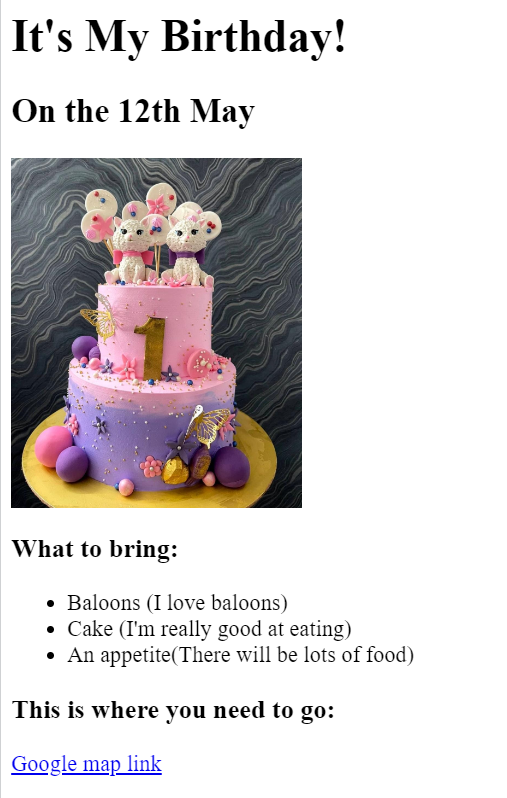 It's My Birthday!
On the 12th May
1
What to bring:
Baloons (I love baloons)
Cake (I'm really good at eating)
An appetite(There will be lots of food)
This is where you need to go:
Google map link